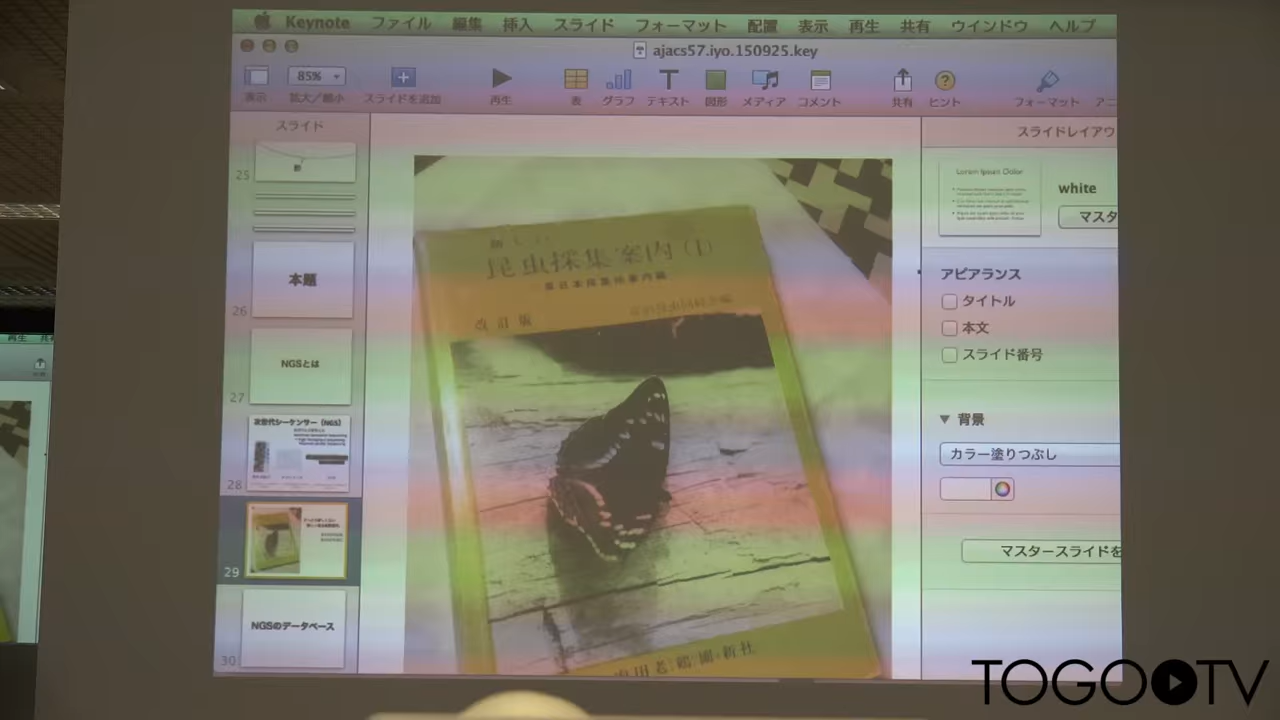 Keynote ファイル 編集 挿入 スライド フォーマット 配置 表示 再生 共有 ウインドウ ヘルプ
ajacs57.iyo.150925.key
表示 85% 拡大/縮小 スライドを追加 再生 表 グラフ テキスト 図形 メディア コメント 共有 ヒント フォーマット アニ
スライド
25
26
本題
27
NGSとは
28
次世代シーケンサー（NGS）
29
30
NGSのデータベース
昆虫採集案内（I）
改訂版
スライドレイアウ
Lorem Ipsum Dolor
white
マスタ
アピアランス
タイトル
本文
スライド番号
背景
カラー塗りつぶし
マスタースライドを
再生
TOGOTV